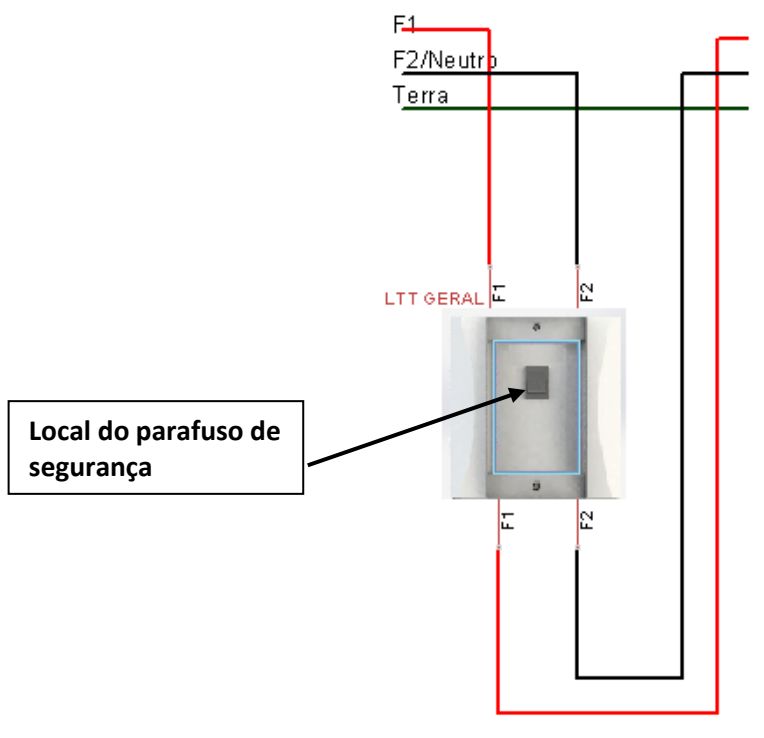 F1
F2/Neutro
Terra
LTT GERAL
F1
F2
Local do parafuso de
segurança
F1
F2